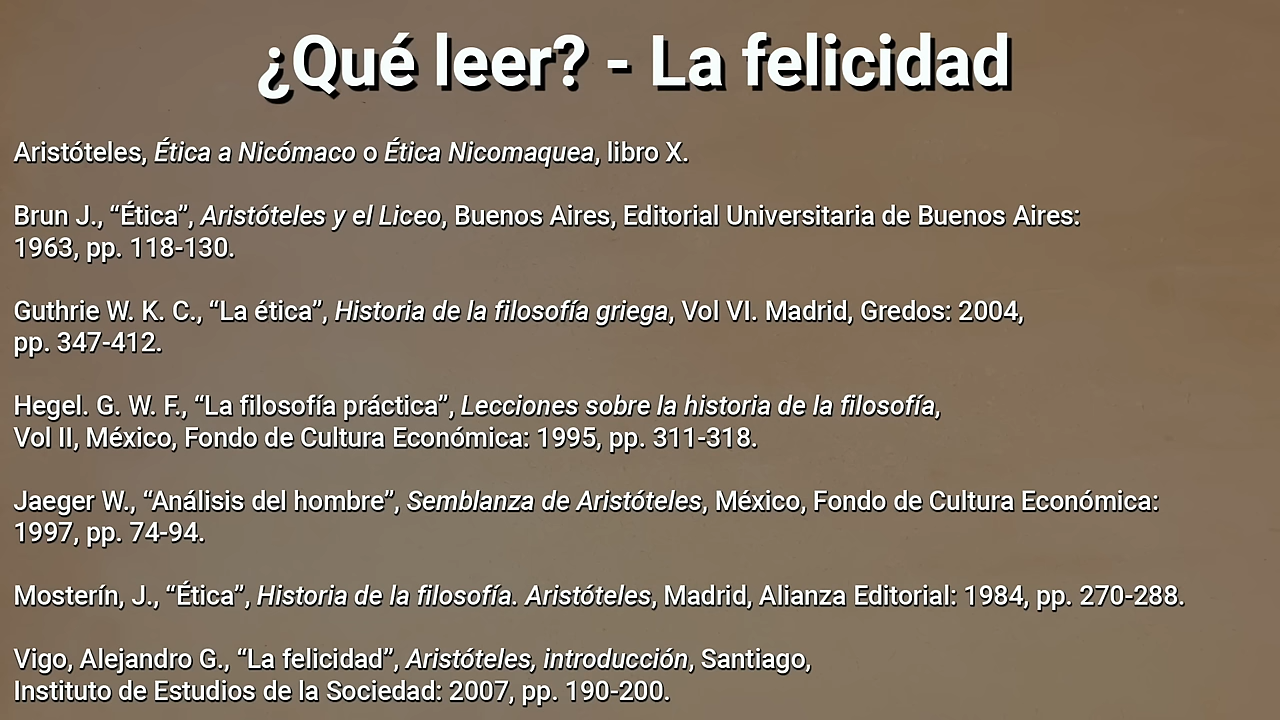 ¿Qué leer? - La felicidad
Aristóteles, Ética a Nicómaco o Ética Nicomaquea, libro X.
Brun J., “Ética”, Aristóteles y el Liceo, Buenos Aires, Editorial Universitaria de Buenos Aires:
1963, pp. 118-130.
Guthrie W. K. C., “La ética”, Historia de la filosofía griega, Vol VI. Madrid, Gredos: 2004,
pp. 347-412.
Hegel. G. W. F., “La filosofía práctica”, Lecciones sobre la historia de la filosofía,
Vol II, México, Fondo de Cultura Económica: 1995, pp. 311-318.
Jaeger W., “Análisis del hombre”, Semblanza de Aristóteles, México, Fondo de Cultura Económica:
1997, pp. 74-94.
Mosterín, J., “Ética”, Historia de la filosofía. Aristóteles, Madrid, Alianza Editorial: 1984, pp. 270-288.
Vigo, Alejandro G., “La felicidad”, Aristóteles, introducción, Santiago,
Instituto de Estudios de la Sociedad: 2007, pp. 190-200.